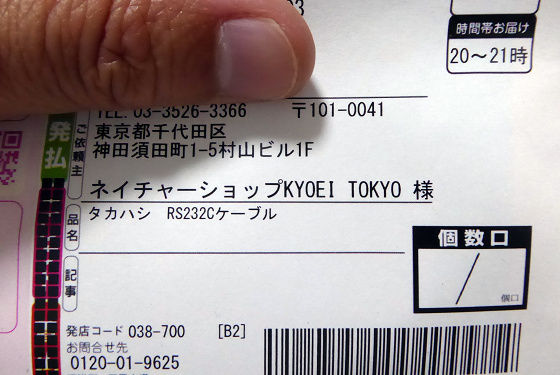 時間帯お届け
20〜21時
TEL. 03-3526-3366 〒101-0041
発払
ご依頼主
東京都千代田区
神田須田町1-5村山ビル1F
ネイチャーショップKYOEI TOKYO 様
品名
タカハシ RS232Cケーブル
記事
個数口
/
個口
発店コード 038-700 [B2]
お問合せ先
0120-01-9625